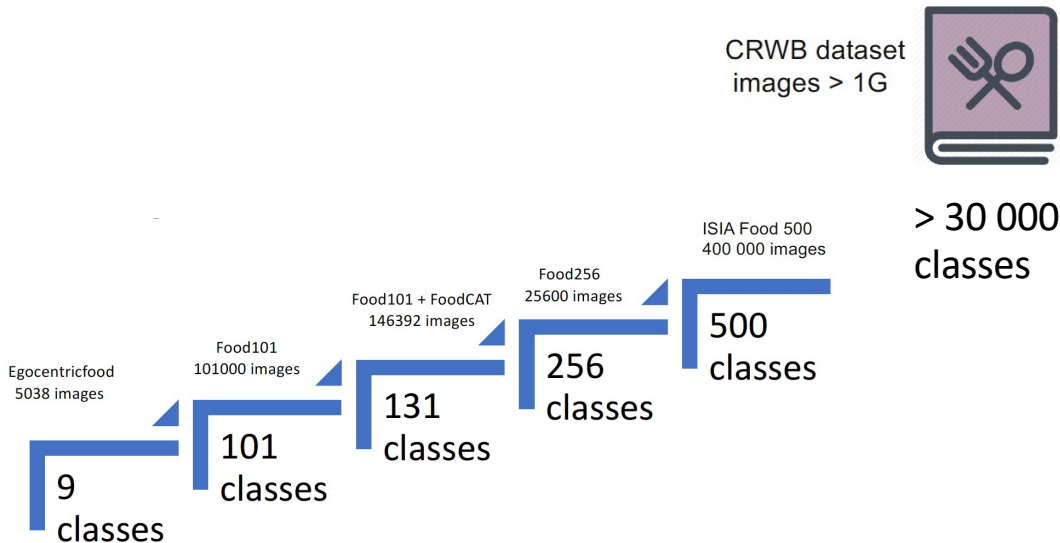 CRWB dataset
images > 1G
> 30 000
classes
ISIA Food 500
400 000 images
500
classes
Food256
25600 images
256
classes
Food101 + FoodCAT
146392 images
131
classes
Food101
101000 images
101
classes
Egocentricfood
5038 images
9
classes